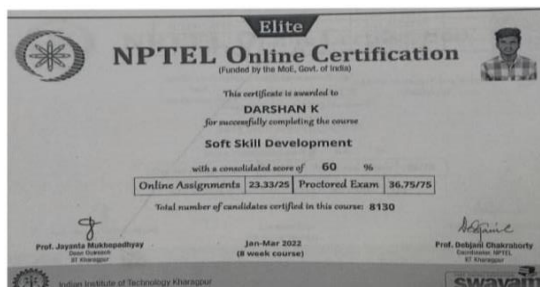 Elite
NPTEL Online Certification
(Funded by the MoE, Govt. of India)
This certificate is awarded to
DARSHAN K
for successfully completing the course
Soft Skill Development
with a consolidated score of 60 %
Online Assignments 23.33/25 Proctored Exam 36.75/75
Total number of candidates certified in this course: 8130
Prof. Jayanta Mukhopadhyay
IIT Kharagpur
Jan-Mar 2022
(8 week course)
Prof. Debjani Chakraborty
Coordinator, NPTEL
IIT Kharagpur
Indian Institute of Technology Kharagpur
swayam